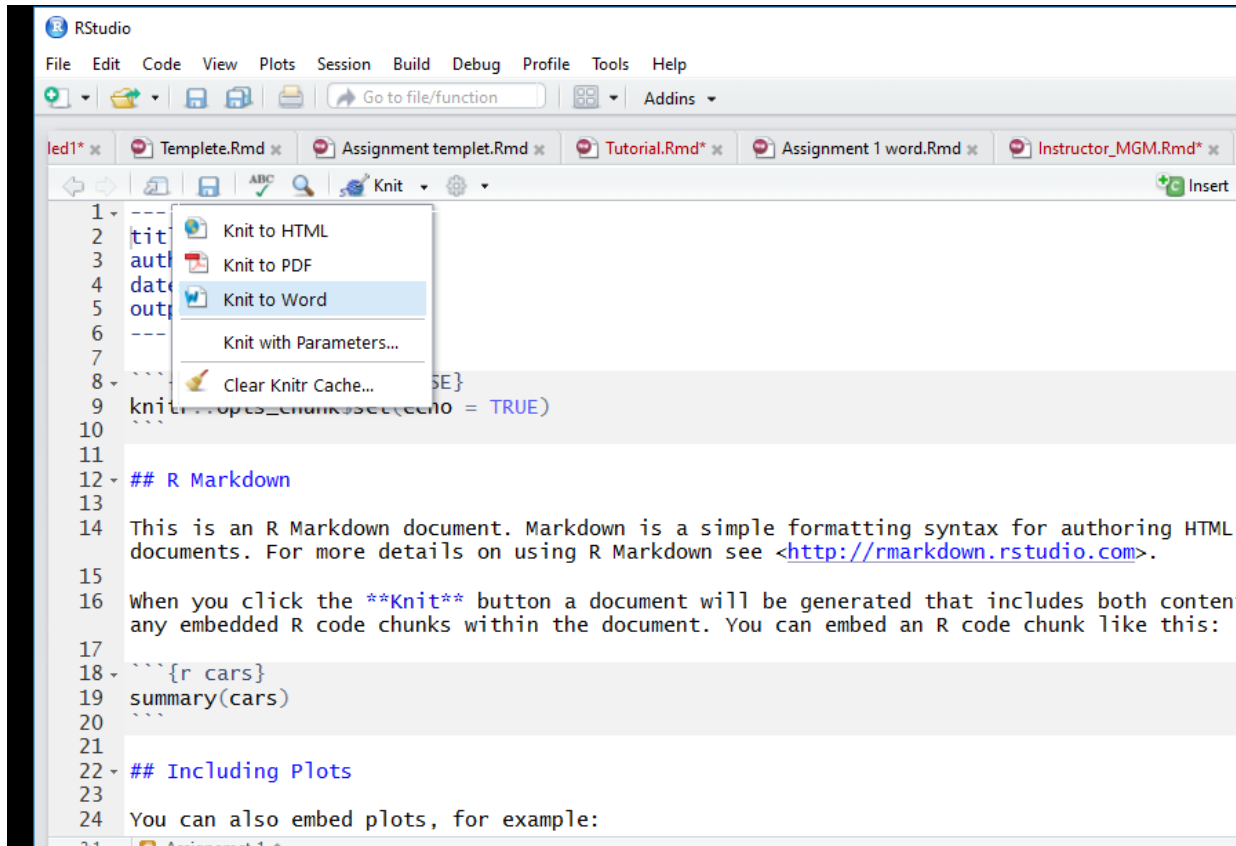 RStudio
File Edit Code View Plots Session Build Debug Profile Tools Help
Go to file/function Addins
led1* Templete.Rmd Assignment templet.Rmd Tutorial.Rmd* Assignment 1 word.Rmd Instructor_MGM.Rmd*
ABC Knit Insert
1 ---
2 tit
3 auth
4 date
5 outp
6 ---
7
Knit to HTML
Knit to PDF
Knit to Word
Knit with Parameters...
Clear Knitr Cache...
8 ```{ SE}
9 knitr::opts_chunk$set(echo = TRUE)
10 ```
11
12 ## R Markdown
13
14 This is an R Markdown document. Markdown is a simple formatting syntax for authoring HTML
documents. For more details on using R Markdown see <http://rmarkdown.rstudio.com>.
15
16 When you click the **Knit** button a document will be generated that includes both conten
any embedded R code chunks within the document. You can embed an R code chunk like this:
17
18 ```{r cars}
19 summary(cars)
20 ```
21
22 ## Including Plots
23
24 You can also embed plots, for example: